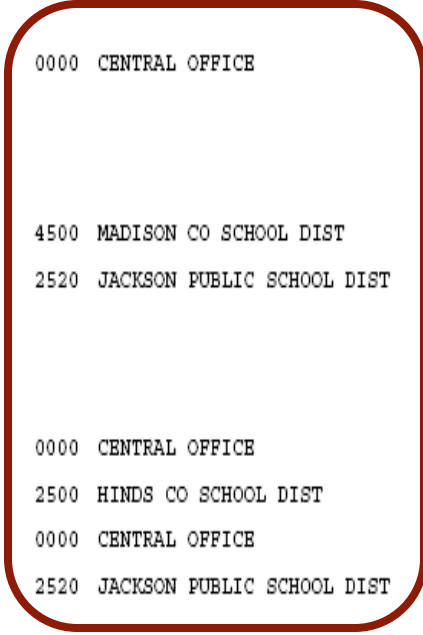 0000 CENTRAL OFFICE
4500 MADISON CO SCHOOL DIST
2520 JACKSON PUBLIC SCHOOL DIST
0000 CENTRAL OFFICE
2500 HINDS CO SCHOOL DIST
0000 CENTRAL OFFICE
2520 JACKSON PUBLIC SCHOOL DIST